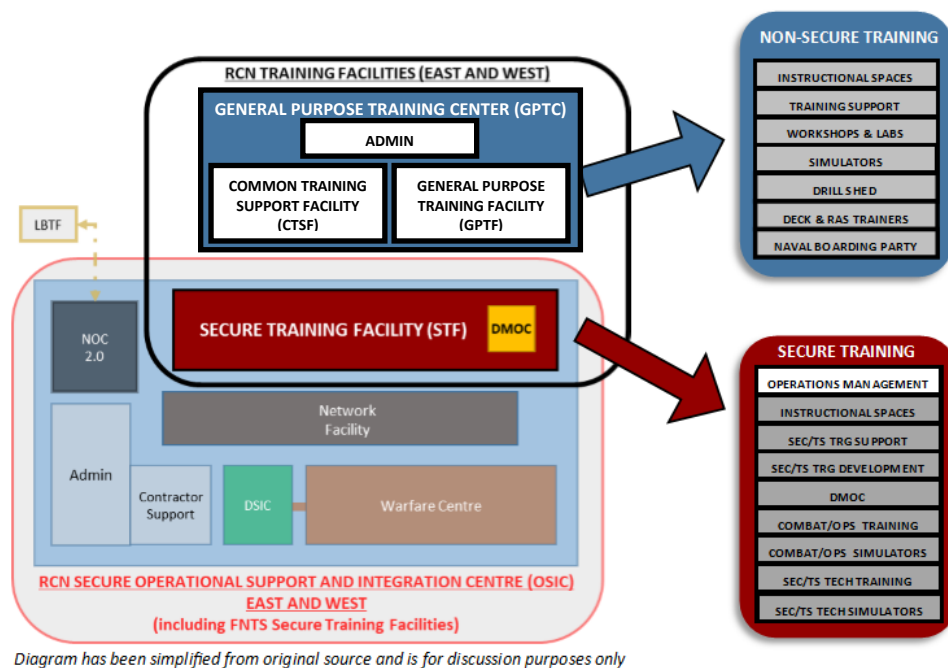 RCN TRAINING FACILITIES (EAST AND WEST)
GENERAL PURPOSE TRAINING CENTER (GPTC)
ADMIN
COMMON TRAINING
SUPPORT FACILITY
(CTSF)
GENERAL PURPOSE
TRAINING FACILITY
(GPTF)
LBTF
NOC
2.0
SECURE TRAINING FACILITY (STF)
DMOC
Network
Facility
Admin
Contractor
Support
DSIC
Warfare Centre
RCN SECURE OPERATIONAL SUPPORT AND INTEGRATION CENTRE (OSIC)
EAST AND WEST
(including FNTS Secure Training Facilities)
NON-SECURE TRAINING
INSTRUCTIONAL SPACES
TRAINING SUPPORT
WORKSHOPS & LABS
SIMULATORS
DRILL SHED
DECK & RAS TRAINERS
NAVAL BOARDING PARTY
SECURE TRAINING
OPERATIONS MANAGEMENT
INSTRUCTIONAL SPACES
SEC/TS TRG SUPPORT
SEC/TS TRG DEVELOPMENT
DMOC
COMBAT/OPS TRAINING
COMBAT/OPS SIMULATORS
SEC/TS TECH TRAINING
SEC/TS TECH SIMULATORS
Diagram has been simplified from original source and is for discussion purposes only